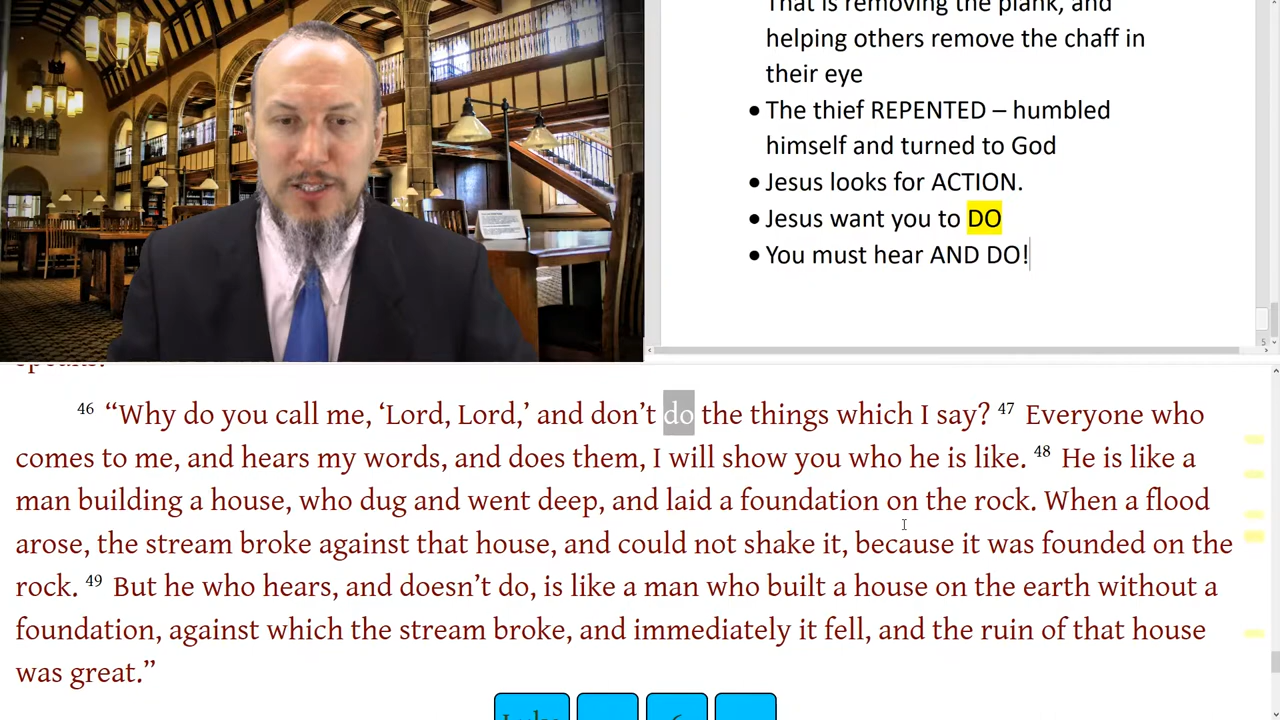 That is removing the plank, and
helping others remove the chaff in
their eye
• The thief REPENTED – humbled
himself and turned to God
• Jesus looks for ACTION.
• Jesus want you to DO
• You must hear AND DO!
5
speaks.
46 “Why do you call me, ‘Lord, Lord,’ and don’t do the things which I say? 47 Everyone who
comes to me, and hears my words, and does them, I will show you who he is like. 48 He is like a
man building a house, who dug and went deep, and laid a foundation on the rock. When a flood
arose, the stream broke against that house, and could not shake it, because it was founded on the
rock. 49 But he who hears, and doesn’t do, is like a man who built a house on the earth without a
foundation, against which the stream broke, and immediately it fell, and the ruin of that house
was great.”
Luke 6